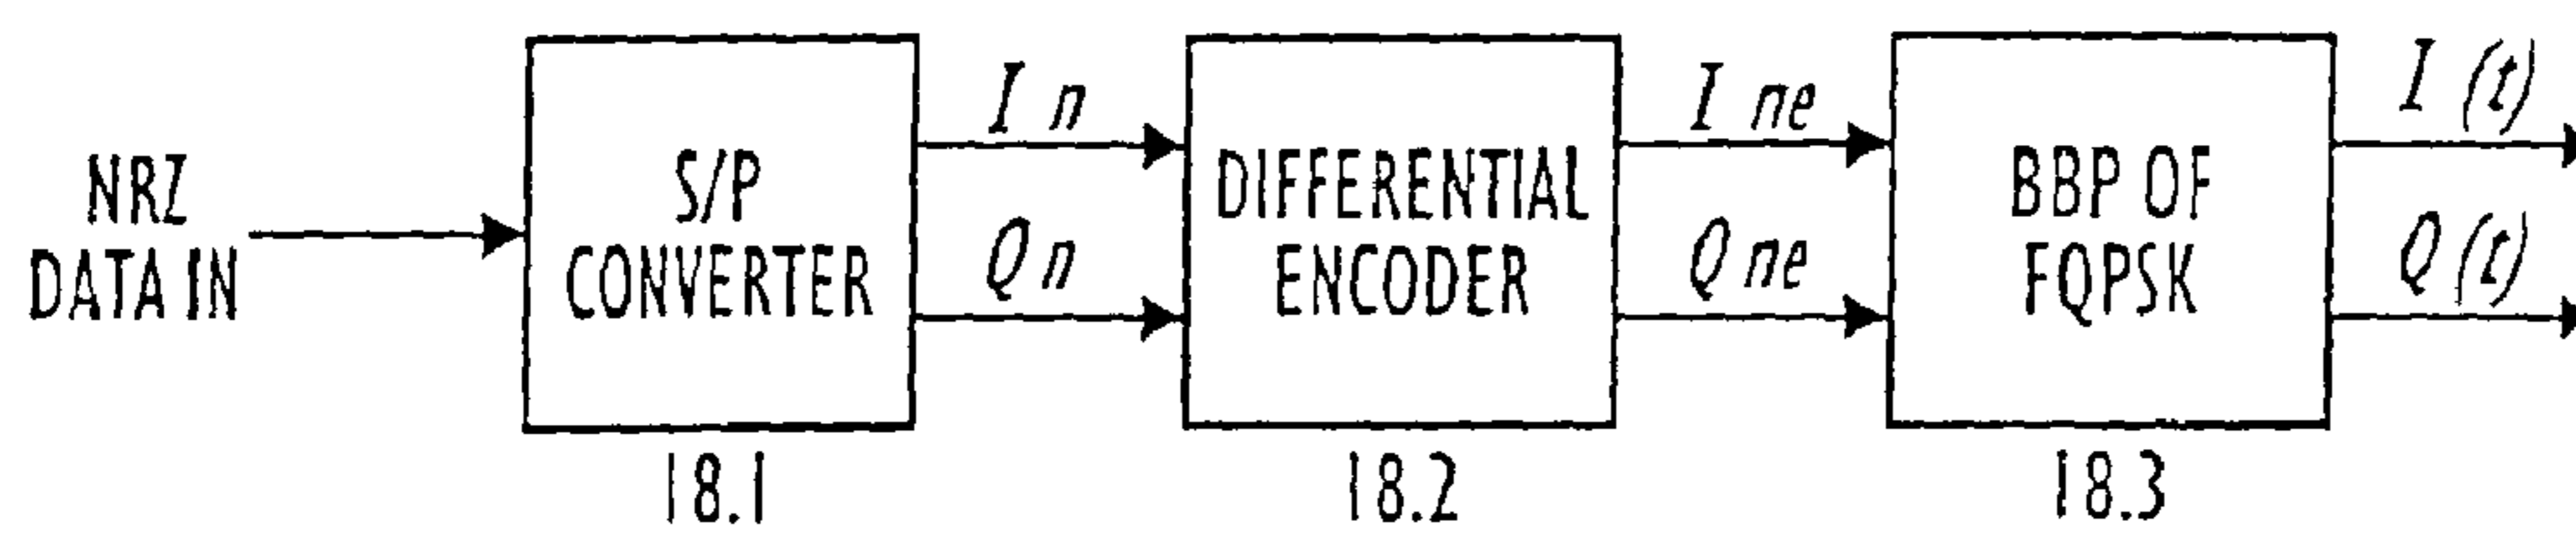 NRZ
DATA IN
S/P
CONVERTER
18.1
I n
Q n
DIFFERENTIAL
ENCODER
18.2
I ne
Q ne
BBP OF
FQPSK
18.3
I (t)
Q (t)